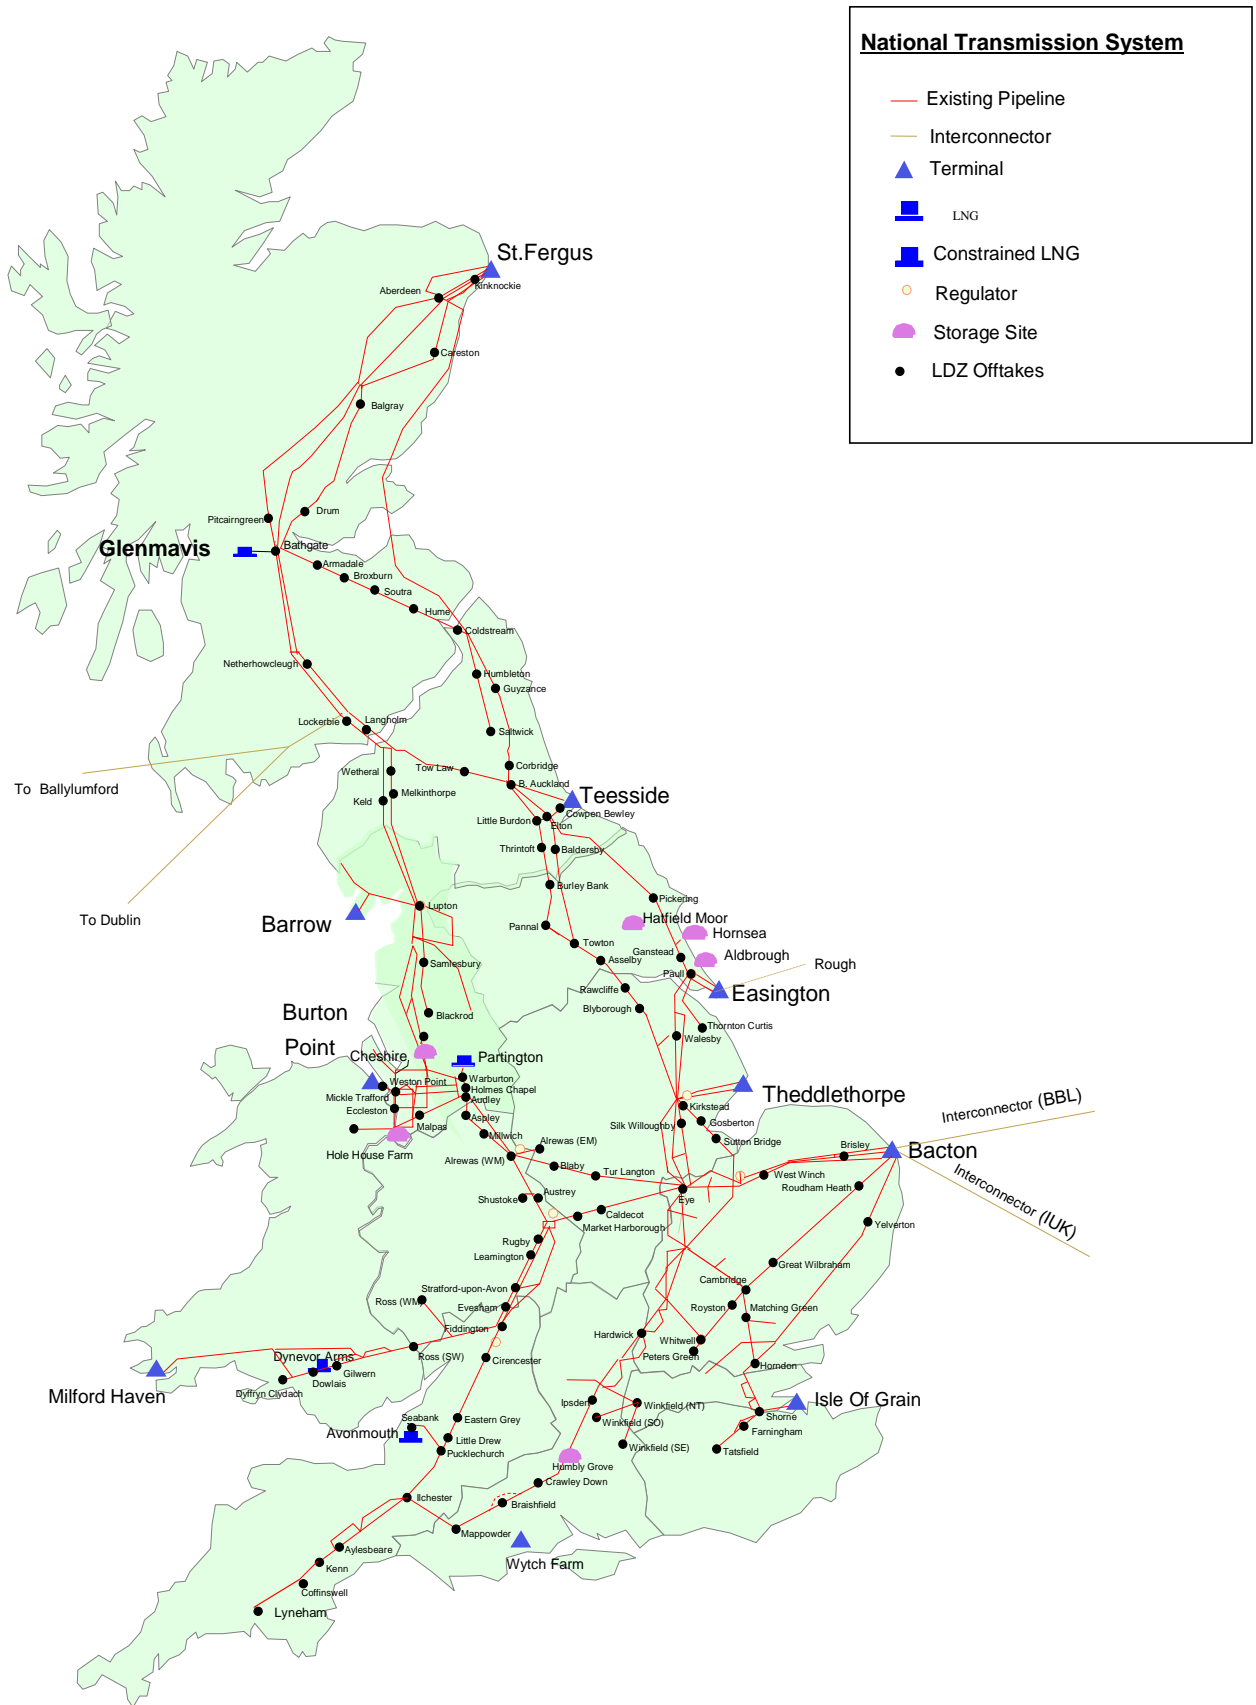 National Transmission System
Existing Pipeline
Interconnector
Terminal
LNG
Constrained LNG
Regulator
Storage Site
LDZ Offtakes
St.Fergus
Kinknockie
Aberdeen
Careston
Balgray
Drum
Pitcairngreen
Glenmavis
Bathgate
Armadale
Broxburn
Soutra
Hume
Coldstream
Netherhowcleugh
Humbleton
Guyzance
Lockerbie
Langholm
Saltwick
Corbridge
Wetheral
Tow Law
B. Auckland
To Ballylumford
Melkinthorpe
Keld
Teesside
Cowpen Bewley
Little Burdon
Elton
Thrintoft
Baldersby
Burley Bank
Pickering
Lupton
To Dublin
Barrow
Pannal
Hatfield Moor
Hornsea
Towton
Ganstead
Aldbrough
Asselby
Samlesbury
Paull
Rough
Rawcliffe
Easington
Blyborough
Blackrod
Burton
Point
Thornton Curtis
Walesby
Cheshire
Partington
Weston Point
Warburton
Holmes Chapel
Mickle Trafford
Audley
Theddlethorpe
Eccleston
Kirkstead
Interconnector (BBL)
Malpas
Aspley
Silk Willoughby
Gosberton
Millwich
Sutton Bridge
Hole House Farm
Alrewas (EM)
Alrewas (WM)
Brisley
Bacton
Blaby
Tur Langton
West Winch
Interconnector (IUK)
Roudham Heath
Eye
Shustoke
Austrey
Caldecot
Market Harborough
Yelverton
Rugby
Leamington
Great Wilbraham
Stratford-upon-Avon
Cambridge
Ross (WM)
Evesham
Royston
Matching Green
Fiddington
Hardwick
Whitwell
Peters Green
Ross (SW)
Cirencester
Horndon
Dynevor Arms
Gilwern
Dowlais
Dyffryn Clydach
Milford Haven
Ipsden
Winkfield (NT)
Isle Of Grain
Winkfield (SO)
Shorne
Seabank
Eastern Grey
Farningham
Avonmouth
Little Drew
Winkfield (SE)
Tatsfield
Pucklechurch
Humbly Grove
Crawley Down
Ilchester
Braishfield
Mappowder
Aylesbeare
Wytch Farm
Kenn
Coffinswell
Lyneham